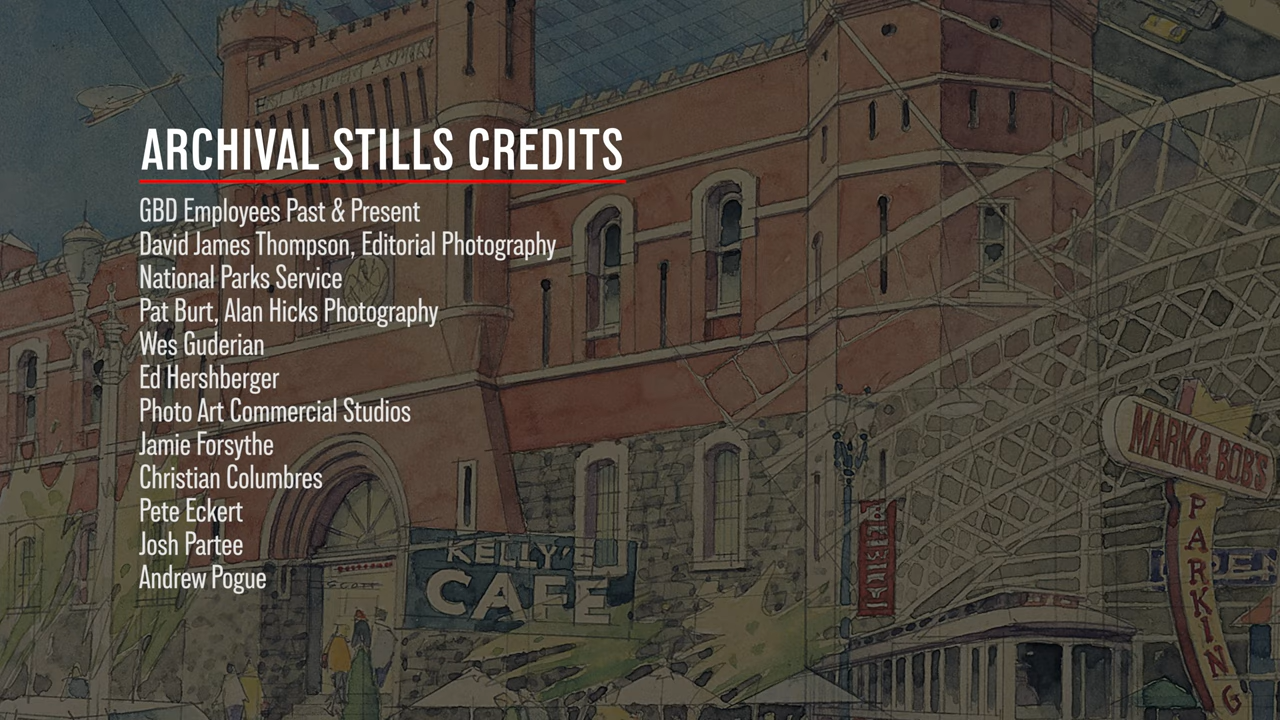 ARCHIVAL STILLS CREDITS
GBD Employees Past & Present
David James Thompson, Editorial Photography
National Parks Service
Pat Burt, Alan Hicks Photography
Wes Guderian
Ed Hershberger
Photo Art Commercial Studios
Jamie Forsythe
Christian Columbres
Pete Eckert
Josh Partee
Andrew Pogue
KELLY'S
CAFE
MARK & BOB'S
PARKING